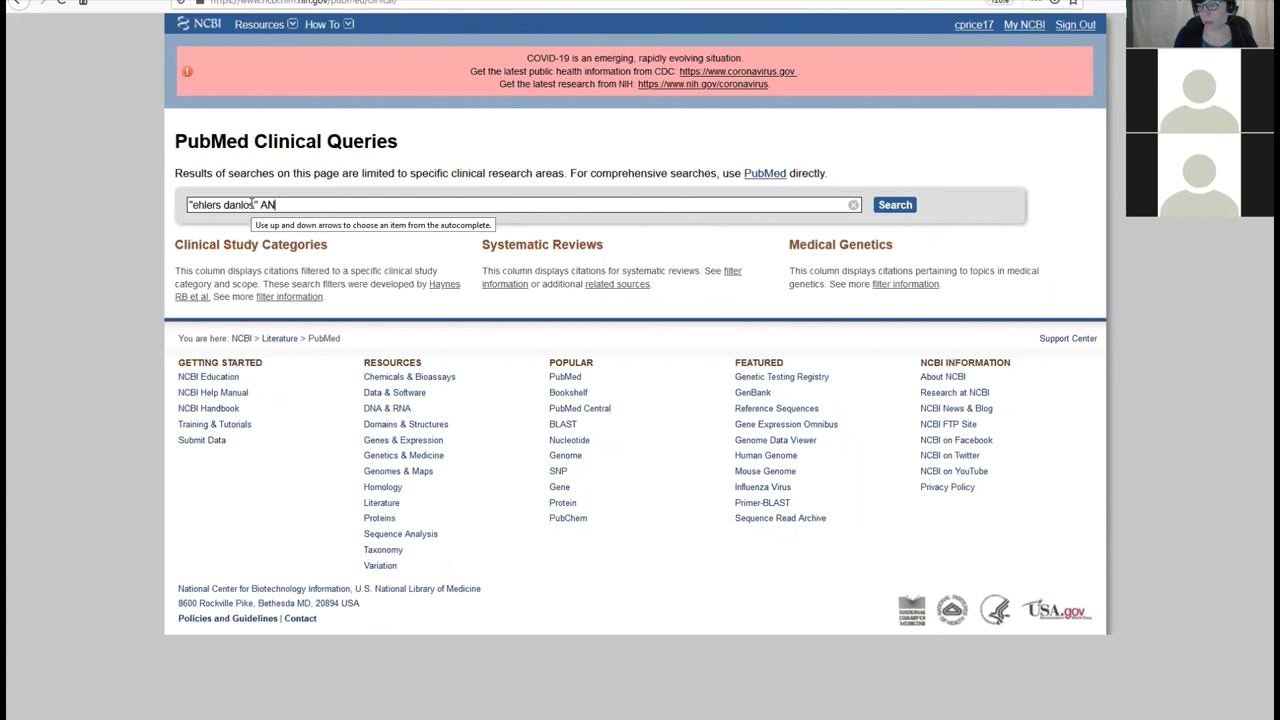 https://www.ncbi.nlm.nih.gov/pubmed/clinical/
120%
NCBI Resources How To
cprice17 My NCBI Sign Out
COVID-19 is an emerging, rapidly evolving situation.
Get the latest public health information from CDC: https://www.coronavirus.gov .
Get the latest research from NIH: https://www.nih.gov/coronavirus.
PubMed Clinical Queries
Results of searches on this page are limited to specific clinical research areas. For comprehensive searches, use PubMed directly.
"ehlers danlos" AN
Search
Use up and down arrows to choose an item from the autocomplete.
Clinical Study Categories
This column displays citations filtered to a specific clinical study
category and scope. These search filters were developed by Haynes
RB et al. See more filter information.
Systematic Reviews
This column displays citations for systematic reviews. See filter
information or additional related sources.
Medical Genetics
This column displays citations pertaining to topics in medical
genetics. See more filter information.
You are here: NCBI > Literature > PubMed
Support Center
GETTING STARTED
NCBI Education
NCBI Help Manual
NCBI Handbook
Training & Tutorials
Submit Data
RESOURCES
Chemicals & Bioassays
Data & Software
DNA & RNA
Domains & Structures
Genes & Expression
Genetics & Medicine
Genomes & Maps
Homology
Literature
Proteins
Sequence Analysis
Taxonomy
Variation
POPULAR
PubMed
Bookshelf
PubMed Central
BLAST
Nucleotide
Genome
SNP
Gene
Protein
PubChem
FEATURED
Genetic Testing Registry
GenBank
Reference Sequences
Gene Expression Omnibus
Genome Data Viewer
Human Genome
Mouse Genome
Influenza Virus
Primer-BLAST
Sequence Read Archive
NCBI INFORMATION
About NCBI
Research at NCBI
NCBI News & Blog
NCBI FTP Site
NCBI on Facebook
NCBI on Twitter
NCBI on YouTube
Privacy Policy
National Center for Biotechnology Information, U.S. National Library of Medicine
8600 Rockville Pike, Bethesda MD, 20894 USA
Policies and Guidelines | Contact
USA.gov